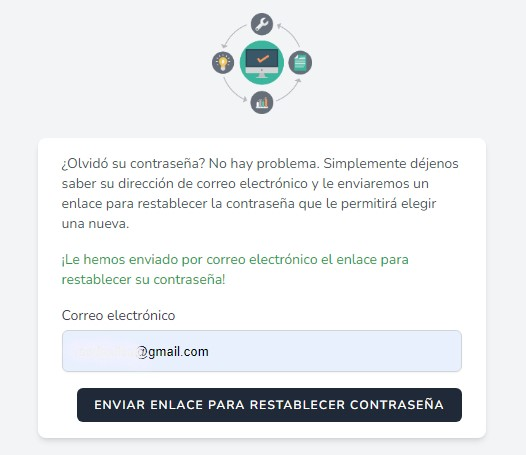 ¿Olvidó su contraseña? No hay problema. Simplemente déjenos
saber su dirección de correo electrónico y le enviaremos un
enlace para restablecer la contraseña que le permitirá elegir
una nueva.
¡Le hemos enviado por correo electrónico el enlace para
restablecer su contraseña!
Correo electrónico
@gmail.com
ENVIAR ENLACE PARA RESTABLECER CONTRASEÑA